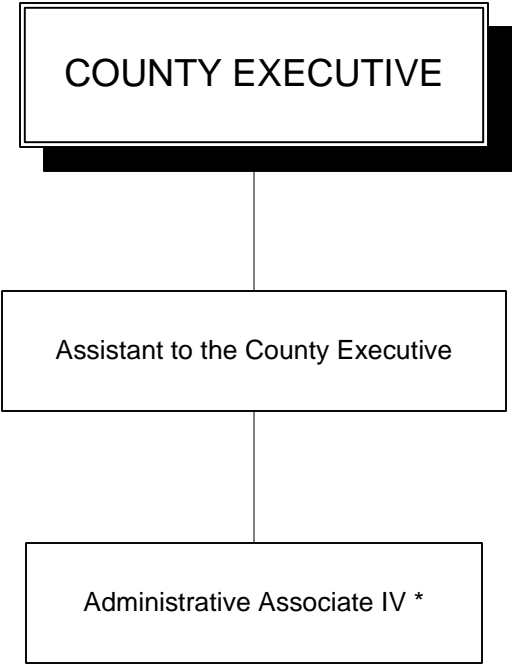 COUNTY EXECUTIVE
Assistant to the County Executive
Administrative Associate IV *